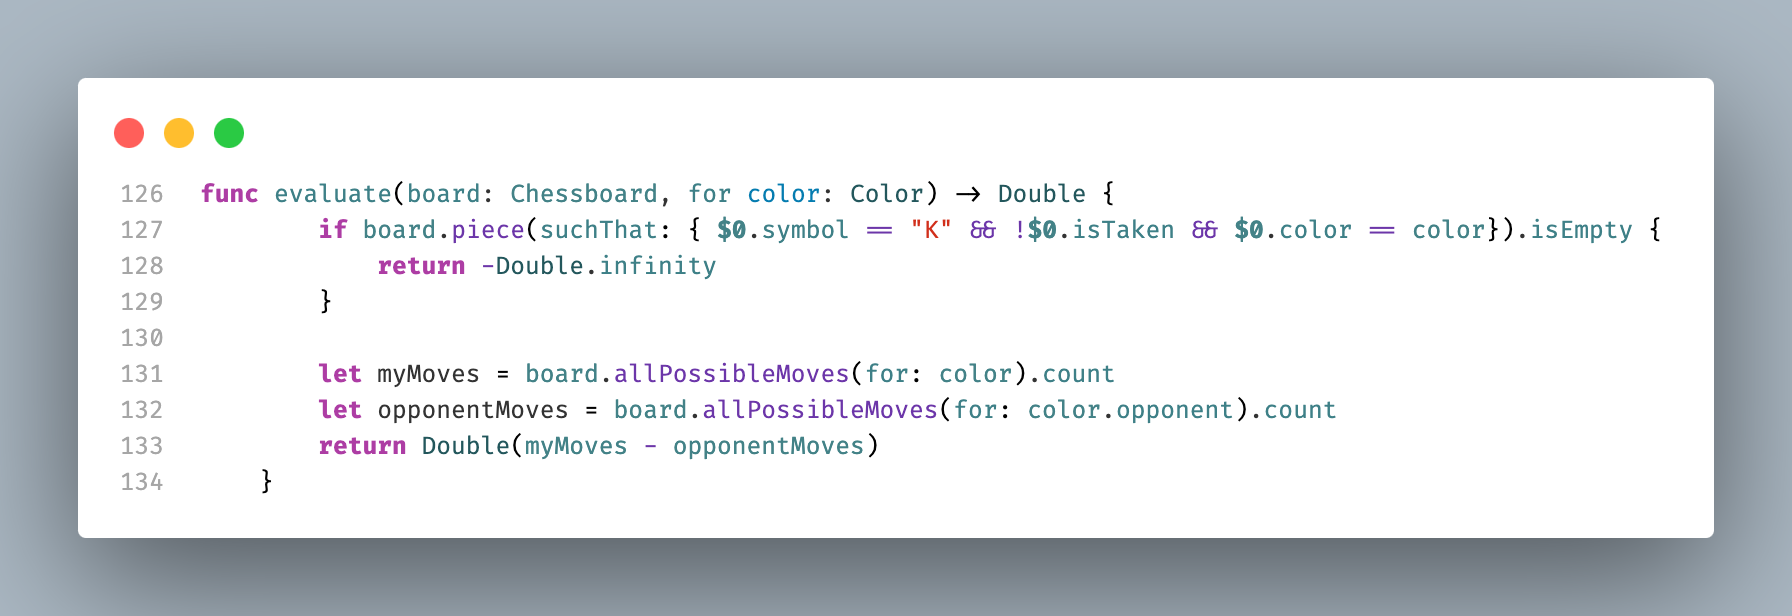 126 func evaluate(board: Chessboard, for color: Color) -> Double {
127 if board.piece(suchThat: { $0.symbol == "K" && !$0.isTaken && $0.color == color}).isEmpty {
128 return -Double.infinity
129 }
130
131 let myMoves = board.allPossibleMoves(for: color).count
132 let opponentMoves = board.allPossibleMoves(for: color.opponent).count
133 return Double(myMoves - opponentMoves)
134 }